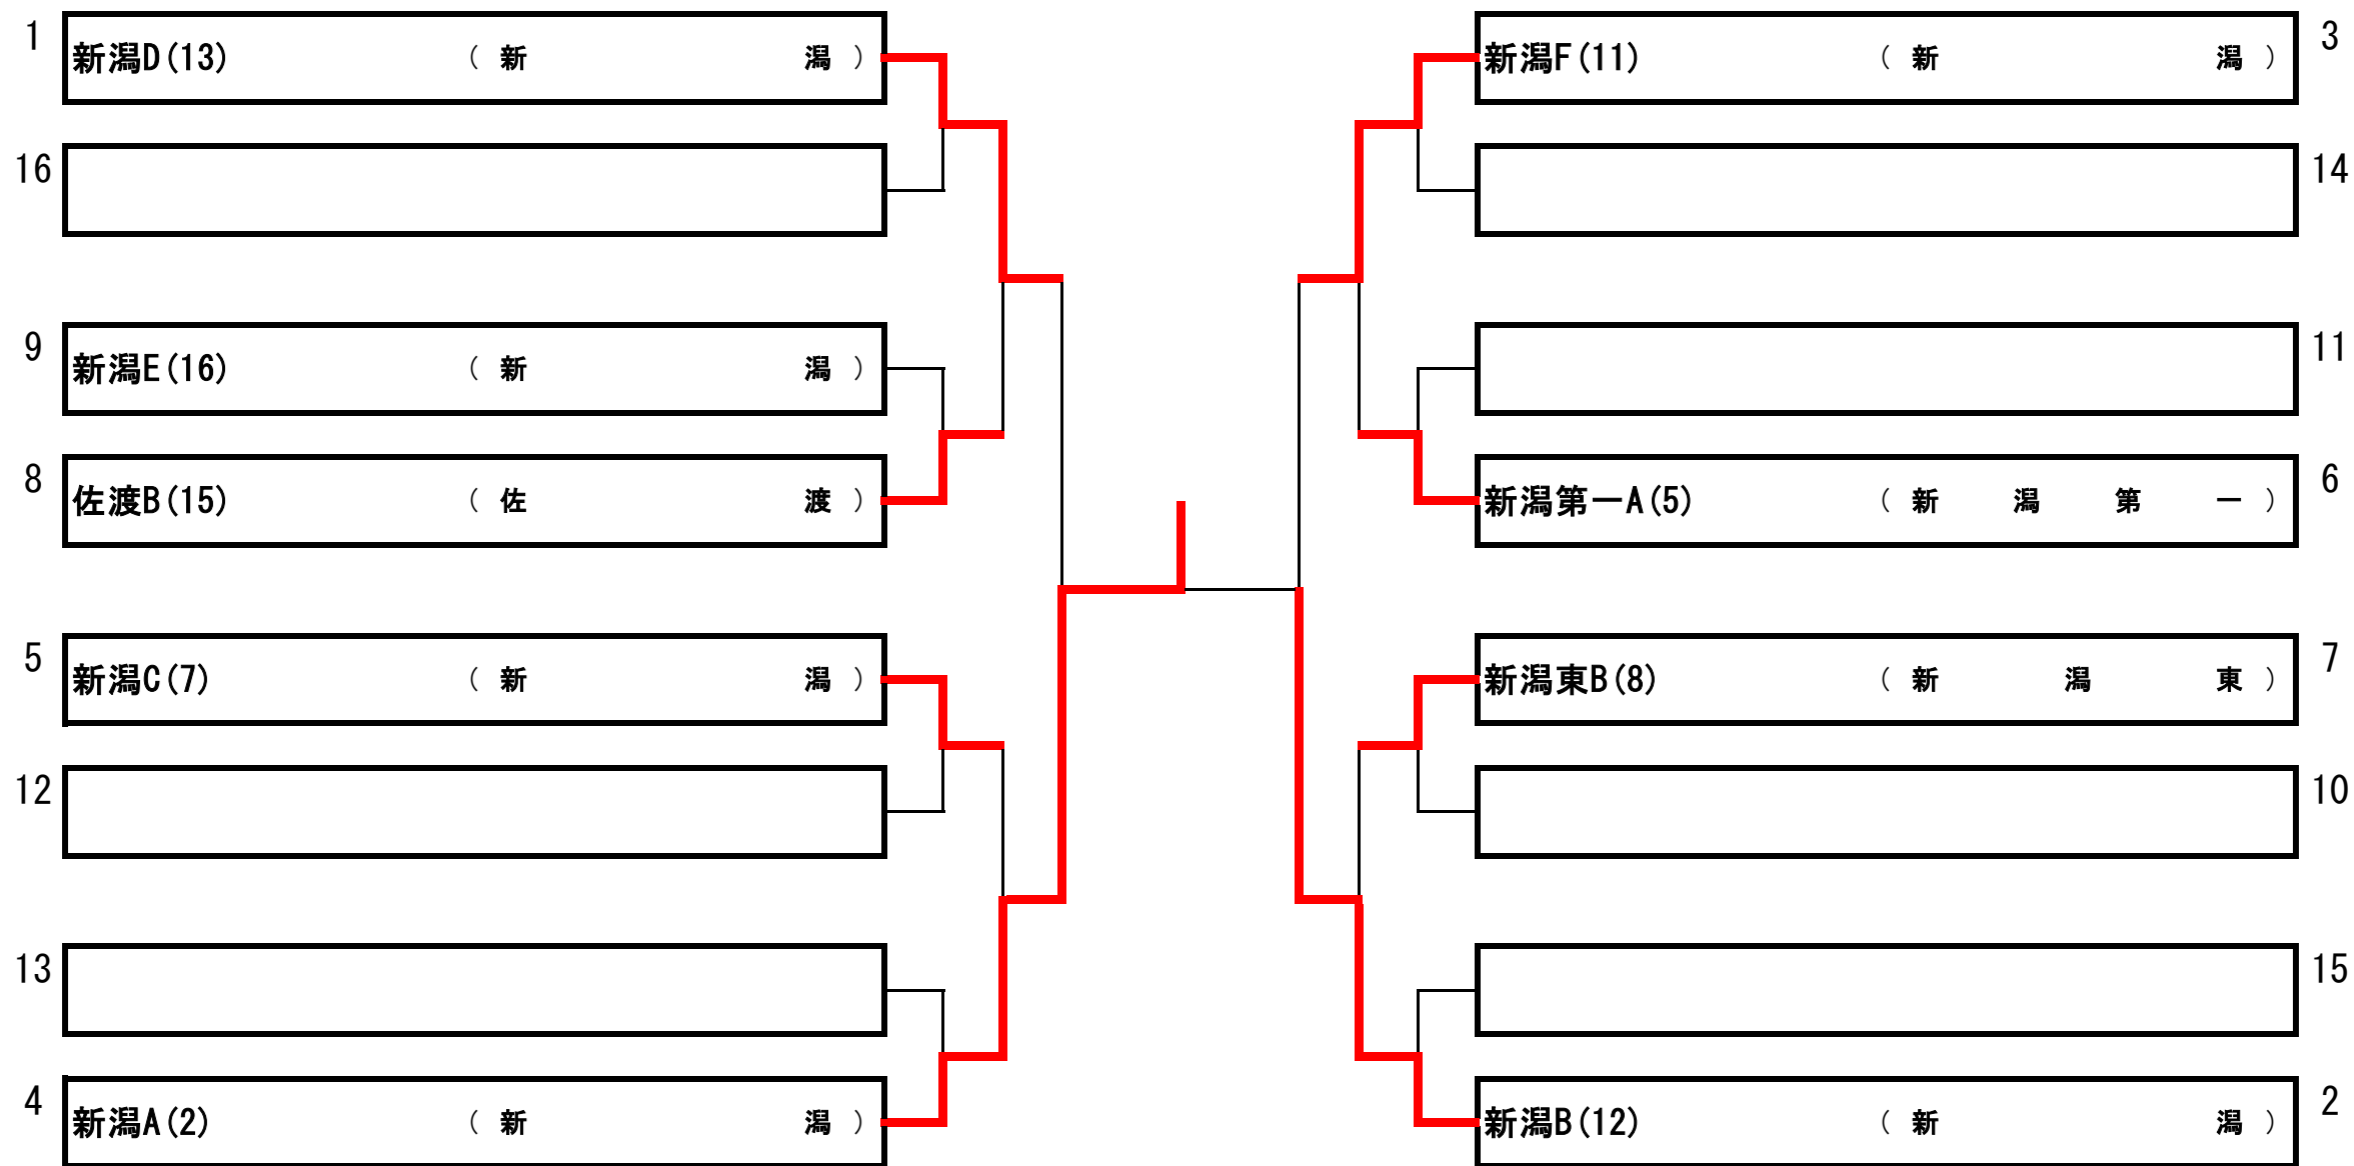 1 新潟D(13) （新 潟） 新潟F(11) （新 潟） 3
16 14
9 新潟E(16) （新 潟） 11
8 佐渡B(15) （佐 渡） 新潟第一A(5) （新 潟 第 一） 6
5 新潟C(7) （新 潟） 新潟東B(8) （新 潟 東） 7
12 10
13 15
4 新潟A(2) （新 潟） 新潟B(12) （新 潟） 2